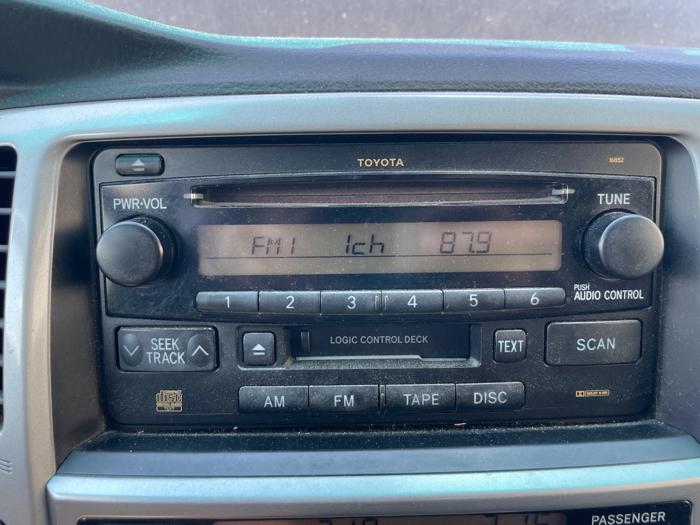 TOYOTA
16852
PWR·VOL
TUNE
FM1 1ch 87.9
1 2 3 4 5 6
PUSH
AUDIO CONTROL
SEEK
TRACK
LOGIC CONTROL DECK
TEXT
SCAN
disc
AM FM TAPE DISC
PASSENGER